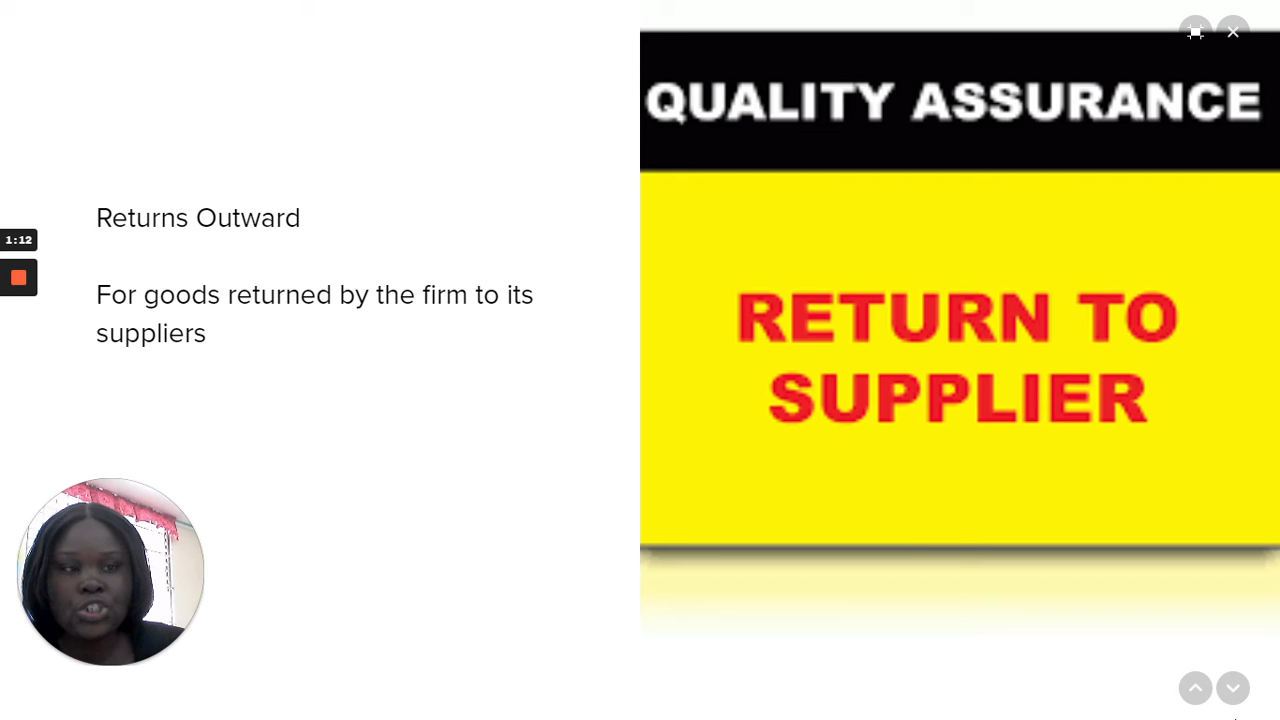 Returns Outward
For goods returned by the firm to its
suppliers
1:12
QUALITY ASSURANCE
RETURN TO
SUPPLIER